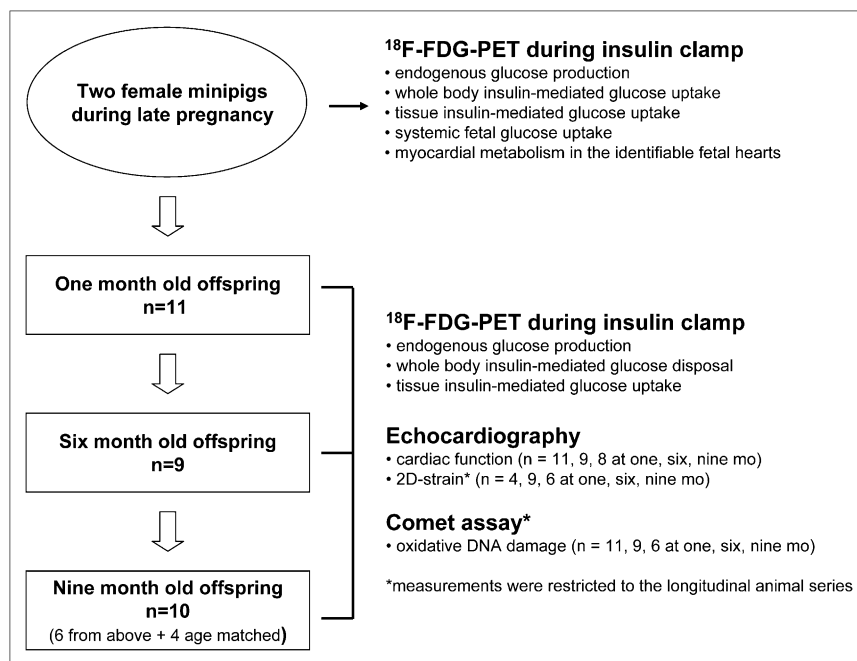 Two female minipigs
during late pregnancy
18F-FDG-PET during insulin clamp
• endogenous glucose production
• whole body insulin-mediated glucose uptake
• tissue insulin-mediated glucose uptake
• systemic fetal glucose uptake
• myocardial metabolism in the identifiable fetal hearts
One month old offspring
n=11
Six month old offspring
n=9
Nine month old offspring
n=10
(6 from above + 4 age matched)
18F-FDG-PET during insulin clamp
• endogenous glucose production
• whole body insulin-mediated glucose disposal
• tissue insulin-mediated glucose uptake
Echocardiography
• cardiac function (n = 11, 9, 8 at one, six, nine mo)
• 2D-strain* (n = 4, 9, 6 at one, six, nine mo)
Comet assay*
• oxidative DNA damage (n = 11, 9, 6 at one, six, nine mo)
*measurements were restricted to the longitudinal animal series